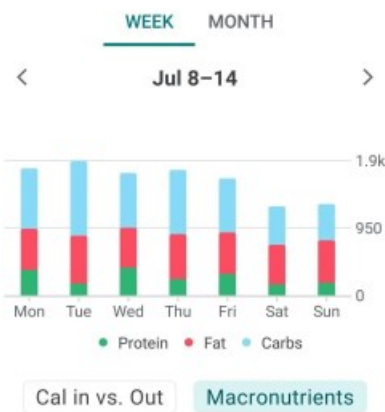 WEEK MONTH
Jul 8–14
1.9k
950
0
Mon Tue Wed Thu Fri Sat Sun
Protein Fat Carbs
Cal in vs. Out Macronutrients